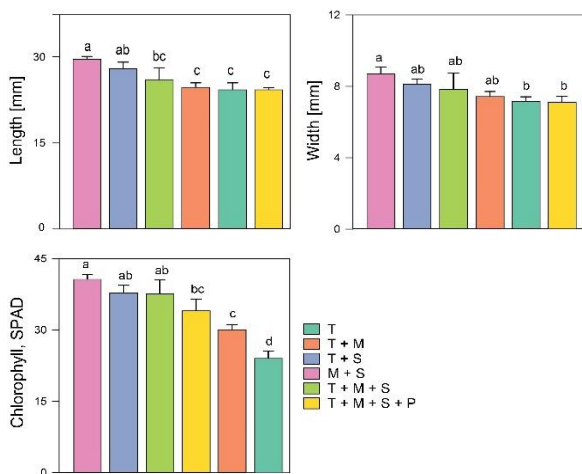 Length [mm]
30
15
0
a
ab
bc
c
c
c
Width [mm]
12
8
4
0
a
ab
ab
ab
b
b
Chlorophyll, SPAD
45
30
15
0
a
ab
ab
bc
c
d
T
T + M
T + S
M + S
T + M + S
T + M + S + P